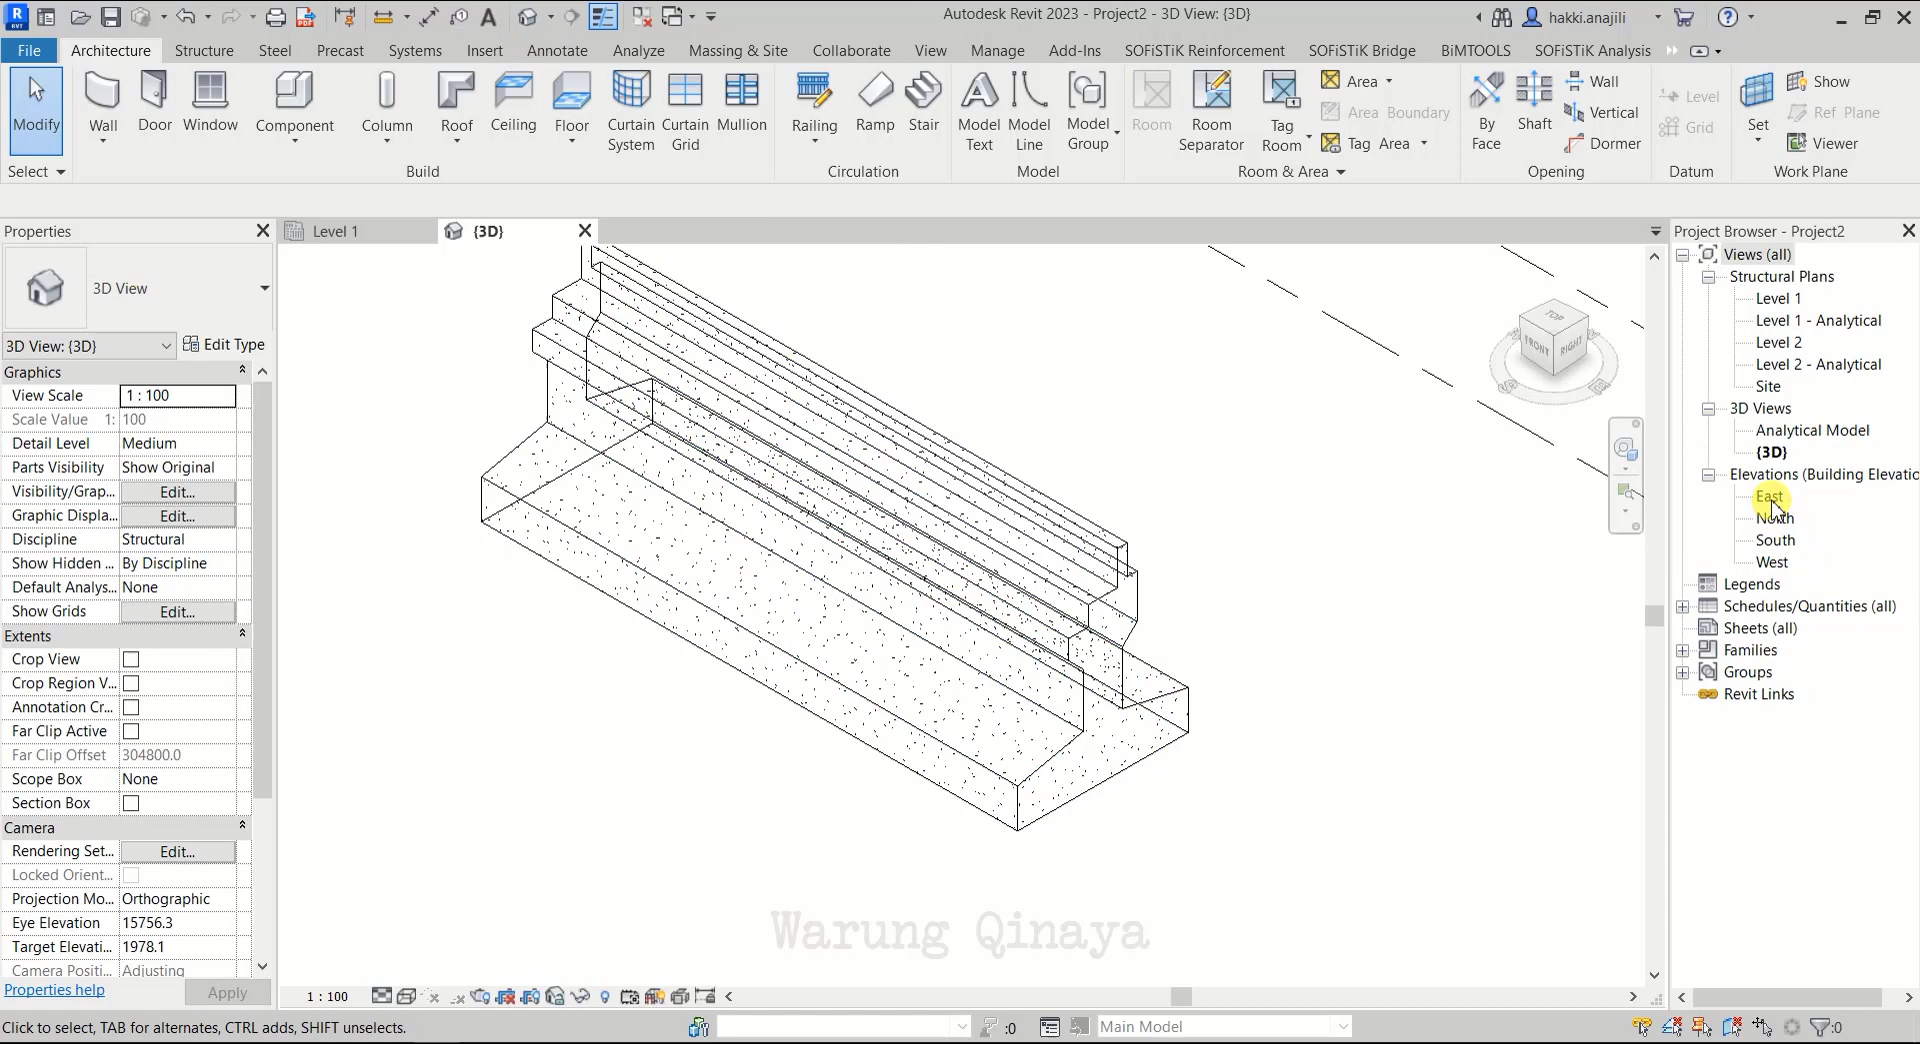 R RVT
Autodesk Revit 2023 - Project2 - 3D View: {3D}
hakki.anajili
File Architecture Structure Steel Precast Systems Insert Annotate Analyze Massing & Site Collaborate View Manage Add-Ins SOFiSTiK Reinforcement SOFiSTiK Bridge BiMTOOLS SOFiSTiK Analysis
Modify
Wall
Door
Window
Component
Column
Roof
Ceiling
Floor
Curtain System
Curtain Grid
Mullion
Railing
Ramp
Stair
Model Text
Model Line
Model Group
Room
Room Separator
Tag Room
Area
Area Boundary
Tag Area
By Face
Shaft
Wall
Vertical
Dormer
Level
Grid
Set
Show
Ref Plane
Viewer
Select
Build
Circulation
Model
Room & Area
Opening
Datum
Work Plane
Properties
3D View
3D View: {3D}
Edit Type
Graphics
View Scale 1 : 100
Scale Value 1: 100
Detail Level Medium
Parts Visibility Show Original
Visibility/Grap... Edit...
Graphic Displa... Edit...
Discipline Structural
Show Hidden ... By Discipline
Default Analys... None
Show Grids Edit...
Extents
Crop View
Crop Region V...
Annotation Cr...
Far Clip Active
Far Clip Offset 304800.0
Scope Box None
Section Box
Camera
Rendering Set... Edit...
Locked Orient...
Projection Mo... Orthographic
Eye Elevation 15756.3
Target Elevati... 1978.1
Camera Positi... Adjusting
Properties help
Apply
Level 1
{3D}
TOP
FRONT
RIGHT
Warung Qinaya
1 : 100
Project Browser - Project2
Views (all)
Structural Plans
Level 1
Level 1 - Analytical
Level 2
Level 2 - Analytical
Site
3D Views
Analytical Model
{3D}
Elevations (Building Elevatio
East
North
South
West
Legends
Schedules/Quantities (all)
Sheets (all)
Families
Groups
Revit Links
Click to select, TAB for alternates, CTRL adds, SHIFT unselects.
:0
Main Model
:0